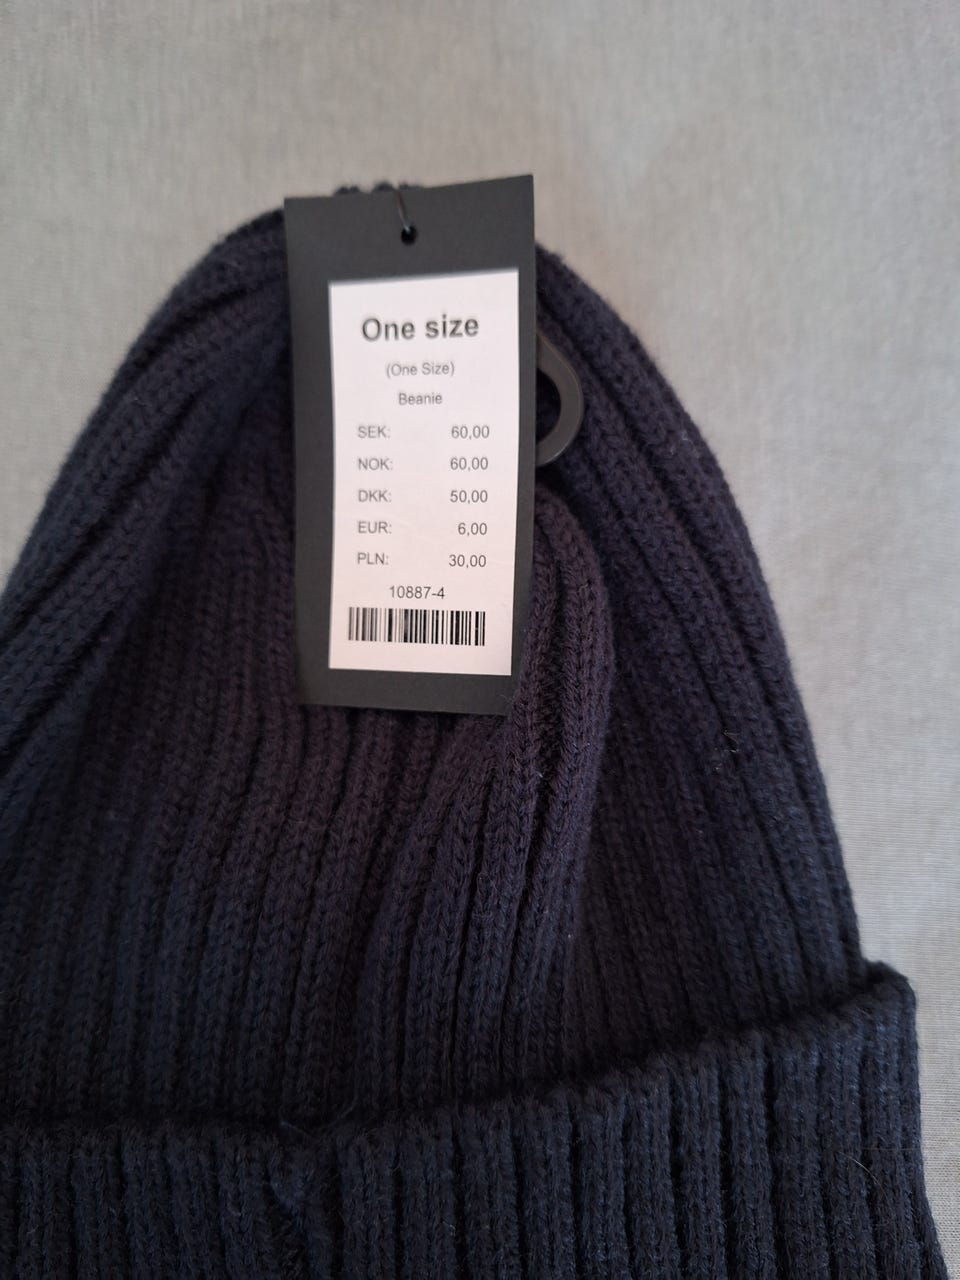 One size
(One Size)
Beanie
SEK: 60,00
NOK: 60,00
DKK: 50,00
EUR: 6,00
PLN: 30,00
10887-4